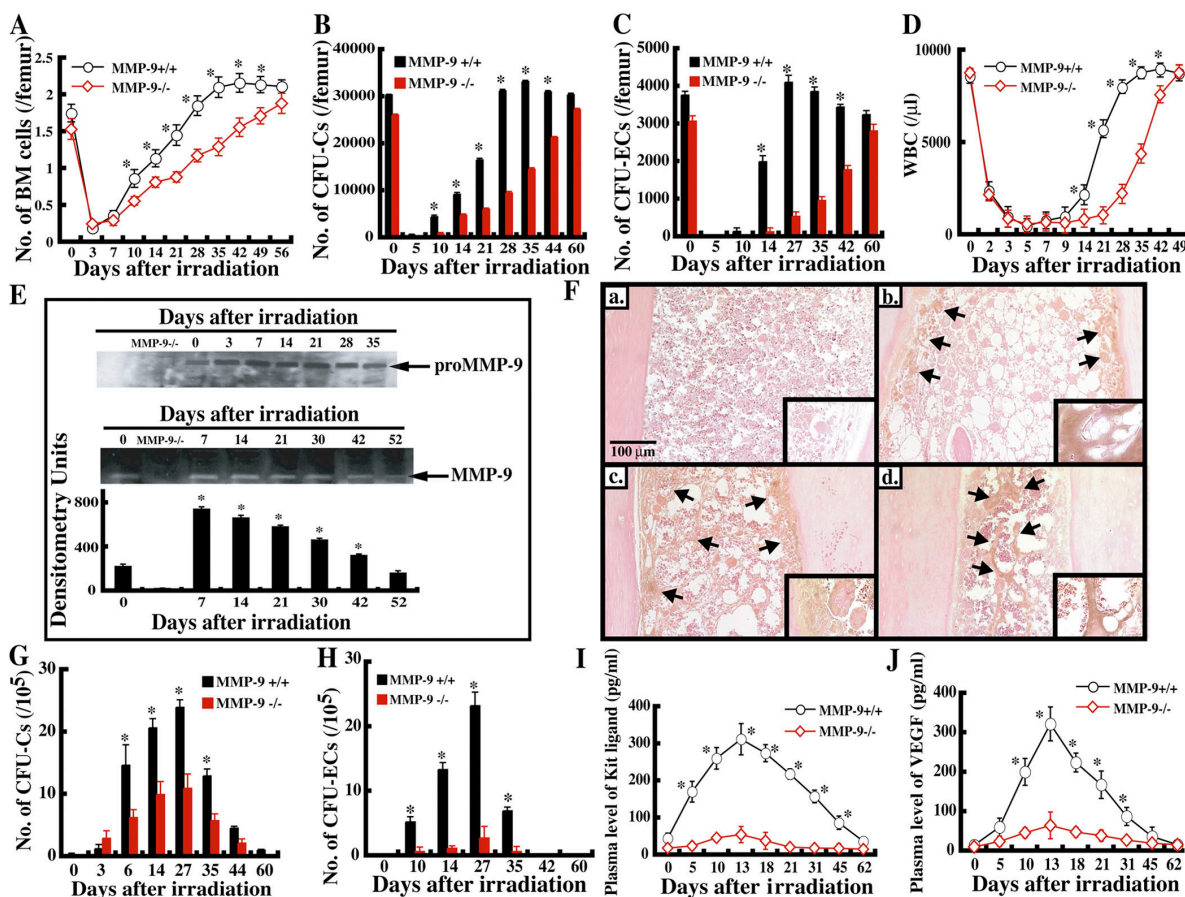 A
No. of BM cells (/femur)
2.5
2
1.5
1
0.5
0
MMP-9+/+
MMP-9-/-
* * * * * * *
0 3 7 10 14 21 28 35 42 49 56
Days after irradiation
B
No. of CFU-Cs (/femur)
40000
30000
20000
10000
0
MMP-9 +/+
MMP-9 -/-
* * * * * *
0 5 10 14 21 28 35 44 60
Days after irradiation
C
No. of CFU-ECs (/femur)
5000
4000
3000
2000
1000
0
MMP-9 +/+
MMP-9 -/-
* * * *
0 5 10 14 27 35 42 60
Days after irradiation
D
WBC (/µl)
10000
5000
0
MMP-9+/+
MMP-9-/-
* * * * *
0 2 3 5 7 9 14 21 28 35 42 49
Days after irradiation
E
Days after irradiation
MMP-9-/- 0 3 7 14 21 28 35
proMMP-9
Days after irradiation
0 MMP-9-/- 7 14 21 30 42 52
MMP-9
Densitometry Units
800
400
0
* * * * *
0 7 14 21 30 42 52
Days after irradiation
F
a.
100 µm
b.
c.
d.
G
No. of CFU-Cs (/10⁵)
30
20
10
0
MMP-9 +/+
MMP-9 -/-
* * * *
0 3 6 14 27 35 44 60
Days after irradiation
H
No. of CFU-ECs (/10⁵)
30
20
10
0
MMP-9 +/+
MMP-9 -/-
* * * *
0 10 14 27 35 42 60
Days after irradiation
I
Plasma level of Kit ligand (pg/ml)
400
300
200
100
0
MMP-9+/+
MMP-9-/-
* * * * * * *
0 5 10 13 18 21 31 45 62
Days after irradiation
J
Plasma level of VEGF (pg/ml)
400
300
200
100
0
MMP-9+/+
MMP-9-/-
* * * * *
0 5 10 13 18 21 31 45 62
Days after irradiation